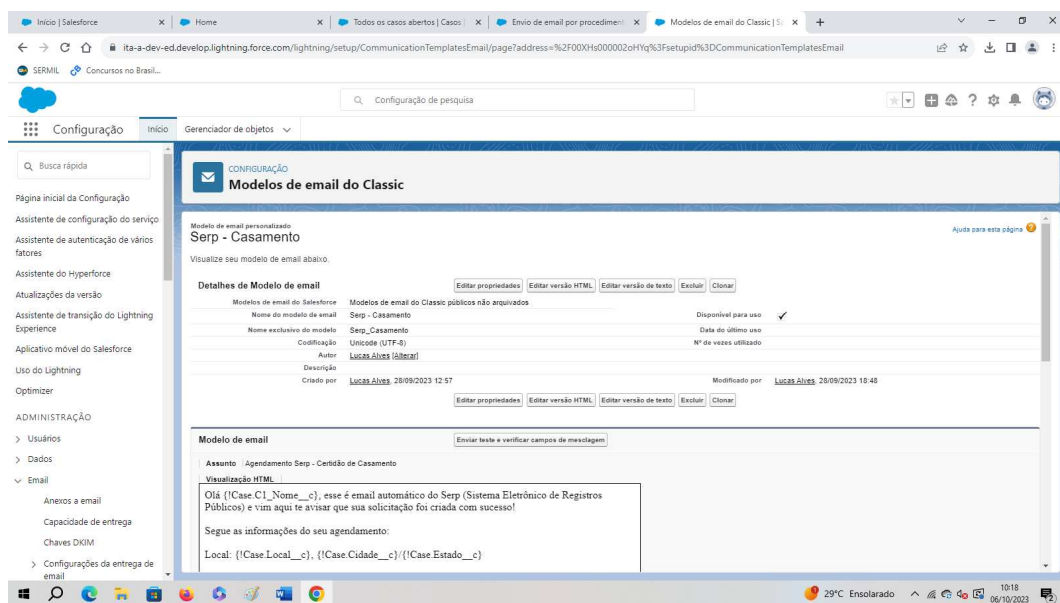 Início | Salesforce
Home
Todos os casos abertos | Casos |
Envio de email por procediment
Modelos de email do Classic | Sa
ita-a-dev-ed.develop.lightning.force.com/lightning/setup/CommunicationTemplatesEmail/page?address=%2F00XHs000002oHYq%3Fsetupid%3DCommunicationTemplatesEmail
SERMIL
Concursos no Brasil...
Configuração de pesquisa
Configuração
Início
Gerenciador de objetos
Busca rápida
Página inicial da Configuração
Assistente de configuração do serviço
Assistente de autenticação de vários
fatores
Assistente do Hyperforce
Atualizações da versão
Assistente de transição do Lightning
Experience
Aplicativo móvel do Salesforce
Uso do Lightning
Optimizer
ADMINISTRAÇÃO
Usuários
Dados
Email
Anexos a email
Capacidade de entrega
Chaves DKIM
Configurações da entrega de
email
CONFIGURAÇÃO
Modelos de email do Classic
Modelo de email personalizado
Serp - Casamento
Ajuda para esta página
Visualize seu modelo de email abaixo.
Detalhes de Modelo de email
Editar propriedades Editar versão HTML Editar versão de texto Excluir Clonar
Modelos de email do Salesforce Modelos de email do Classic públicos não arquivados
Nome do modelo de email Serp - Casamento Disponível para uso ✓
Nome exclusivo do modelo Serp_Casamento Data do último uso
Codificação Unicode (UTF-8) Nº de vezes utilizado
Autor Lucas Alves [Alterar]
Descrição
Criado por Lucas Alves, 28/09/2023 12:57 Modificado por Lucas Alves, 28/09/2023 18:48
Editar propriedades Editar versão HTML Editar versão de texto Excluir Clonar
Modelo de email
Enviar teste e verificar campos de mesclagem
Assunto Agendamento Serp - Certidão de Casamento
Visualização HTML
Olá {!Case.C1_Nome__c}, esse é email automático do Serp (Sistema Eletrônico de Registros
Públicos) e vim aqui te avisar que sua solicitação foi criada com sucesso!
Segue as informações do seu agendamento:
Local: {!Case.Local__c}, {!Case.Cidade__c}/{!Case.Estado__c}
29°C Ensolarado
10:18
06/10/2023